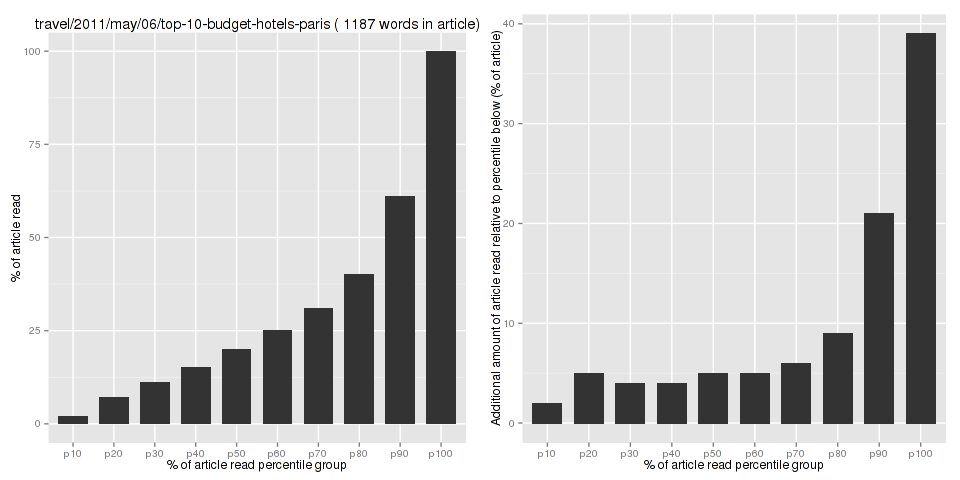 travel/2011/may/06/top-10-budget-hotels-paris ( 1187 words in article)
% of article read
100
75
50
25
0
p10 p20 p30 p40 p50 p60 p70 p80 p90 p100
% of article read percentile group
Additional amount of article read relative to percentile below (% of article)
40
30
20
10
0
p10 p20 p30 p40 p50 p60 p70 p80 p90 p100
% of article read percentile group